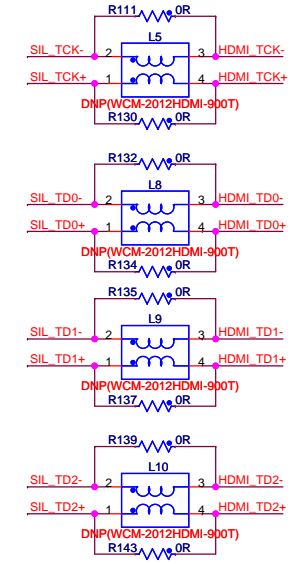 R111 0R
L5
SIL_TCK- 2 3 HDMI_TCK-
SIL_TCK+ 1 4 HDMI_TCK+
DNP(WCM-2012HDMI-900T)
R130 0R
R132 0R
L8
SIL_TD0- 2 3 HDMI_TD0-
SIL_TD0+ 1 4 HDMI_TD0+
DNP(WCM-2012HDMI-900T)
R134 0R
R135 0R
L9
SIL_TD1- 2 3 HDMI_TD1-
SIL_TD1+ 1 4 HDMI_TD1+
DNP(WCM-2012HDMI-900T)
R137 0R
R139 0R
L10
SIL_TD2- 2 3 HDMI_TD2-
SIL_TD2+ 1 4 HDMI_TD2+
DNP(WCM-2012HDMI-900T)
R143 0R